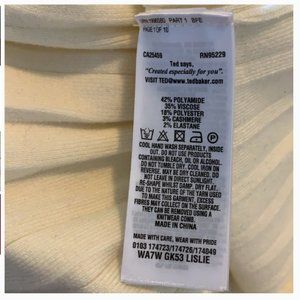 PART 1
PAGE 1 OF 10
CA25459 RN95229
Ted says,
"Created especially for you".
VISIT TED@www.tedbaker.com
42% POLYAMIDE
35% VISCOSE
18% POLYESTER
3% CASHMERE
2% ELASTANE
COOL HAND WASH SEPARATELY, INSIDE
OUT. DO NOT USE PRODUCTS
CONTAINING BLEACH, OIL OR ALCOHOL.
DO NOT TUMBLE DRY. COOL IRON ON
REVERSE. MAY BE DRY CLEANED. DO
NOT LEAVE IN DIRECT SUNLIGHT.
RE-SHAPE WHILST DAMP. DRY FLAT.
DUE TO THE NATURE OF THE YARN USED
TO MAKE THIS GARMENT, EXCESS
FIBRES MAY COLLECT ON THE SURFACE.
THIS CAN BE REMOVED USING A
KNITWEAR COMB.
MADE IN CHINA
MADE WITH CARE, WEAR WITH PRIDE
0103 174723/174726/174849
WA7W GK53 LISLIE